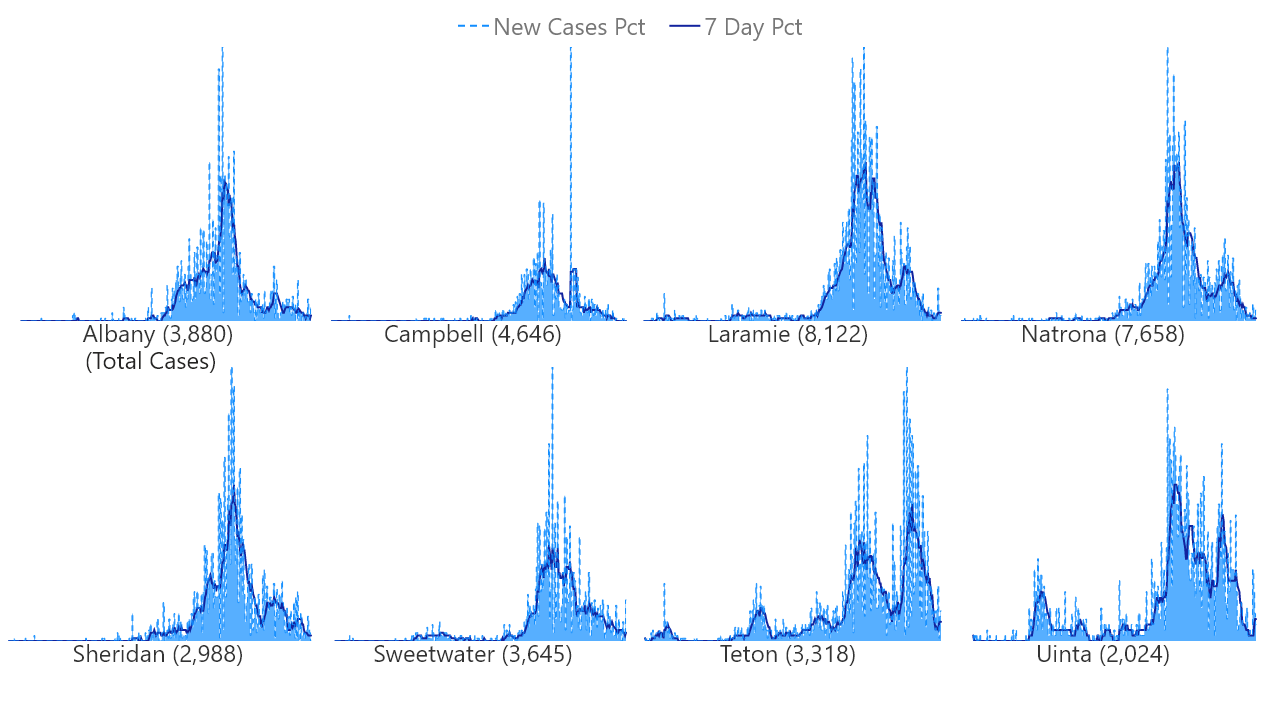 New Cases Pct 7 Day Pct
Albany (3,880) Campbell (4,646) Laramie (8,122) Natrona (7,658)
(Total Cases)
Sheridan (2,988) Sweetwater (3,645) Teton (3,318) Uinta (2,024)